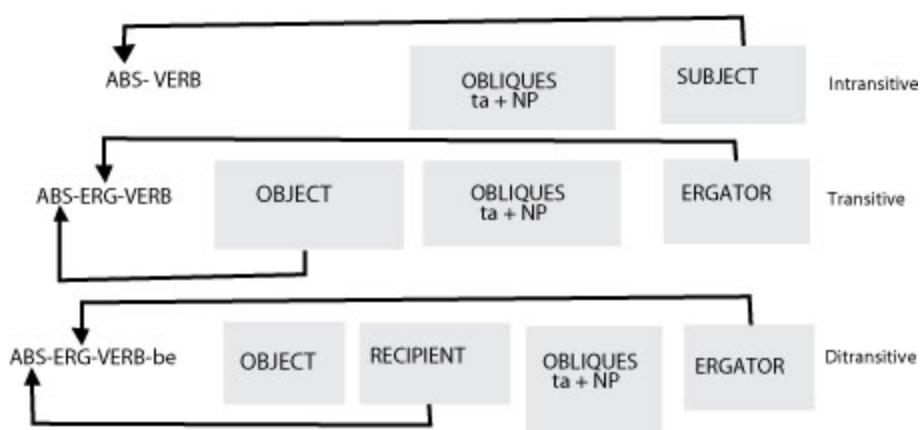 ABS- VERB
OBLIQUES
ta + NP
SUBJECT
Intransitive
ABS-ERG-VERB
OBJECT
OBLIQUES
ta + NP
ERGATOR
Transitive
ABS-ERG-VERB-be
OBJECT
RECIPIENT
OBLIQUES
ta + NP
ERGATOR
Ditransitive